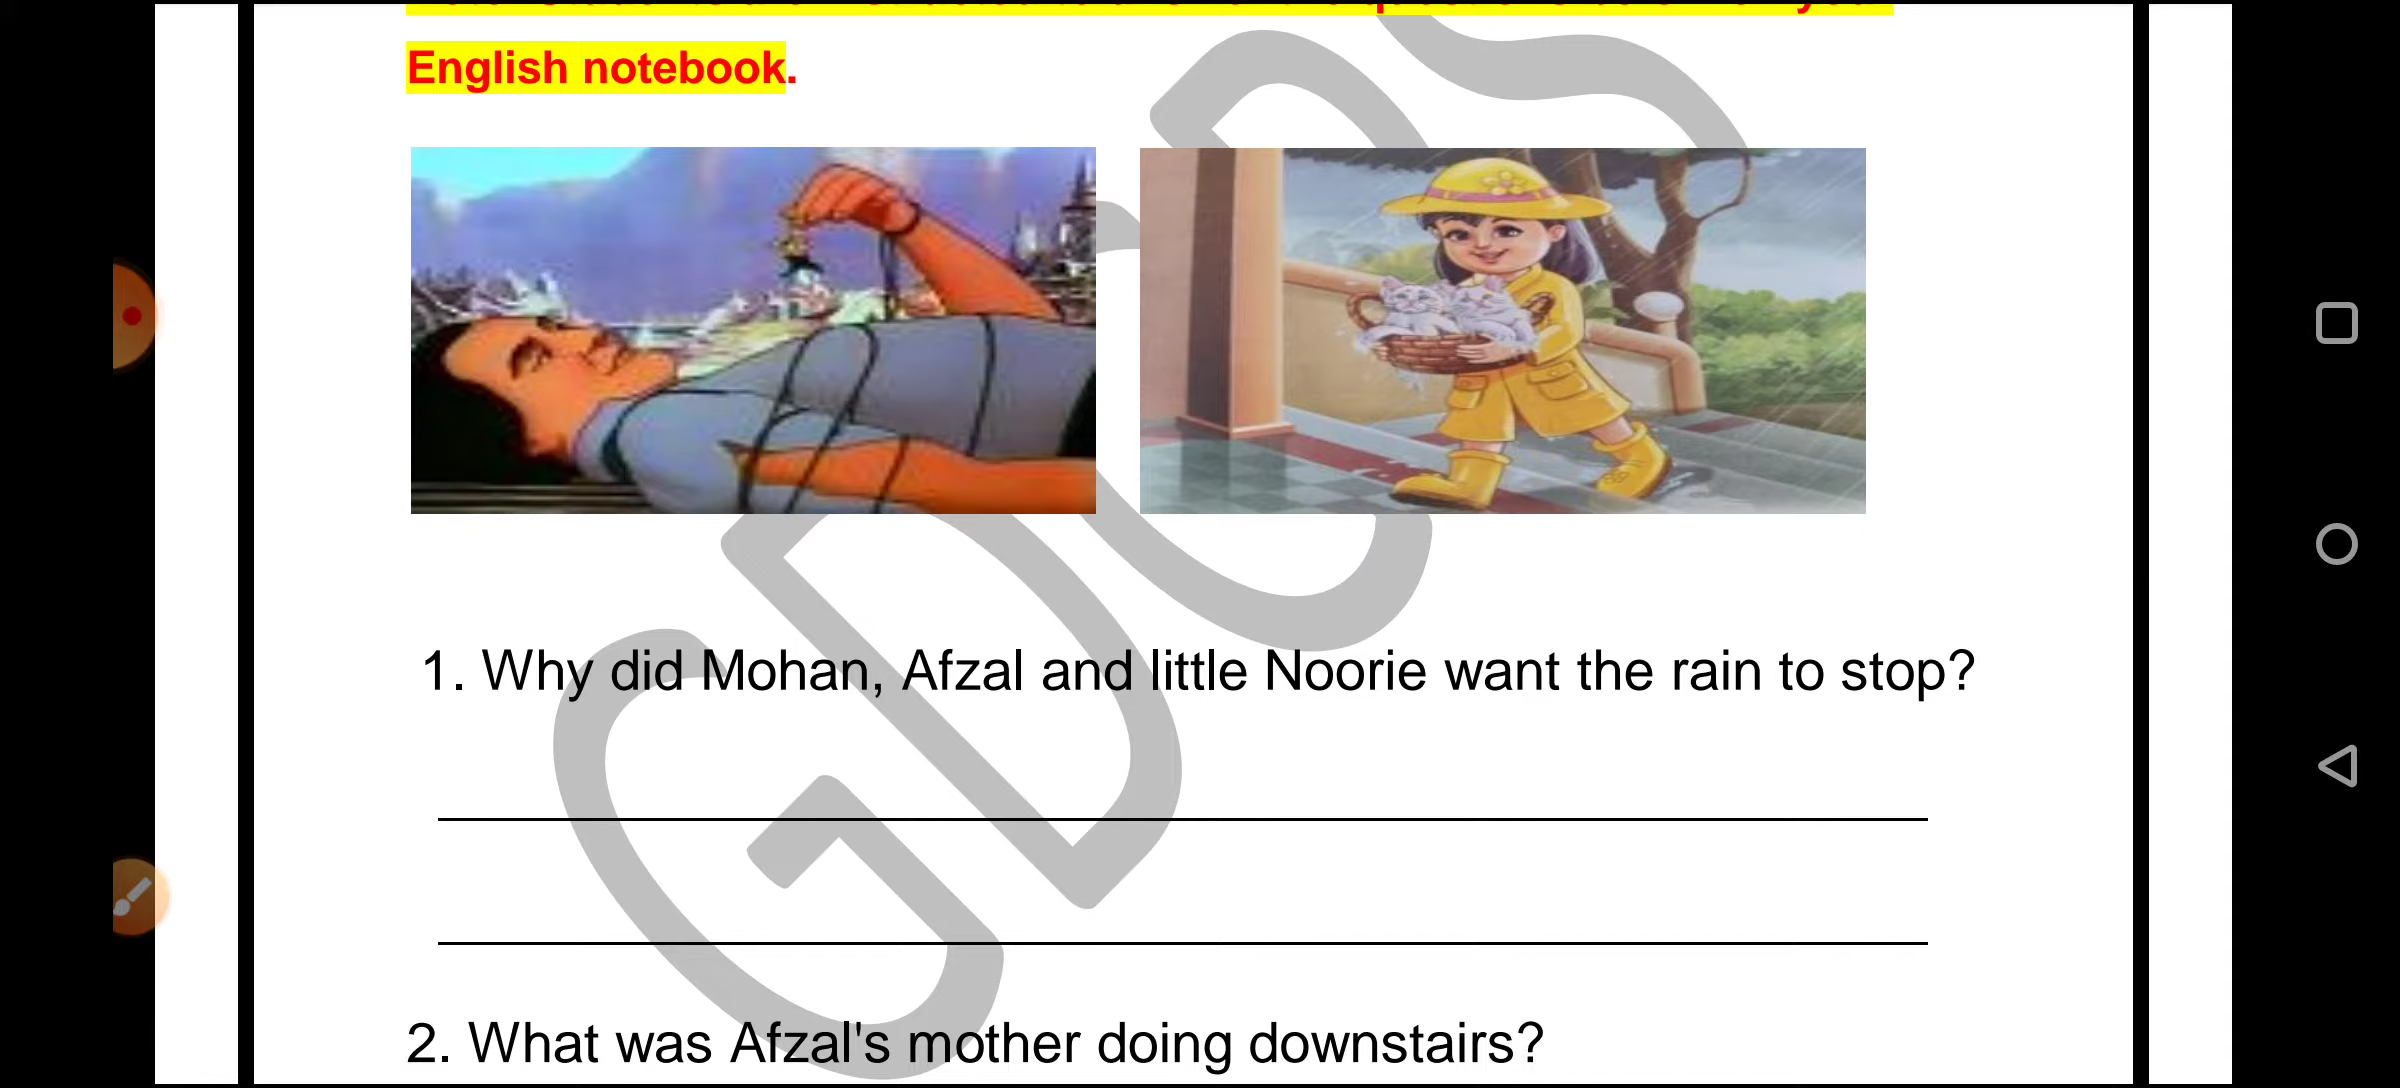 English notebook.
1. Why did Mohan, Afzal and little Noorie want the rain to stop?
2. What was Afzal's mother doing downstairs?